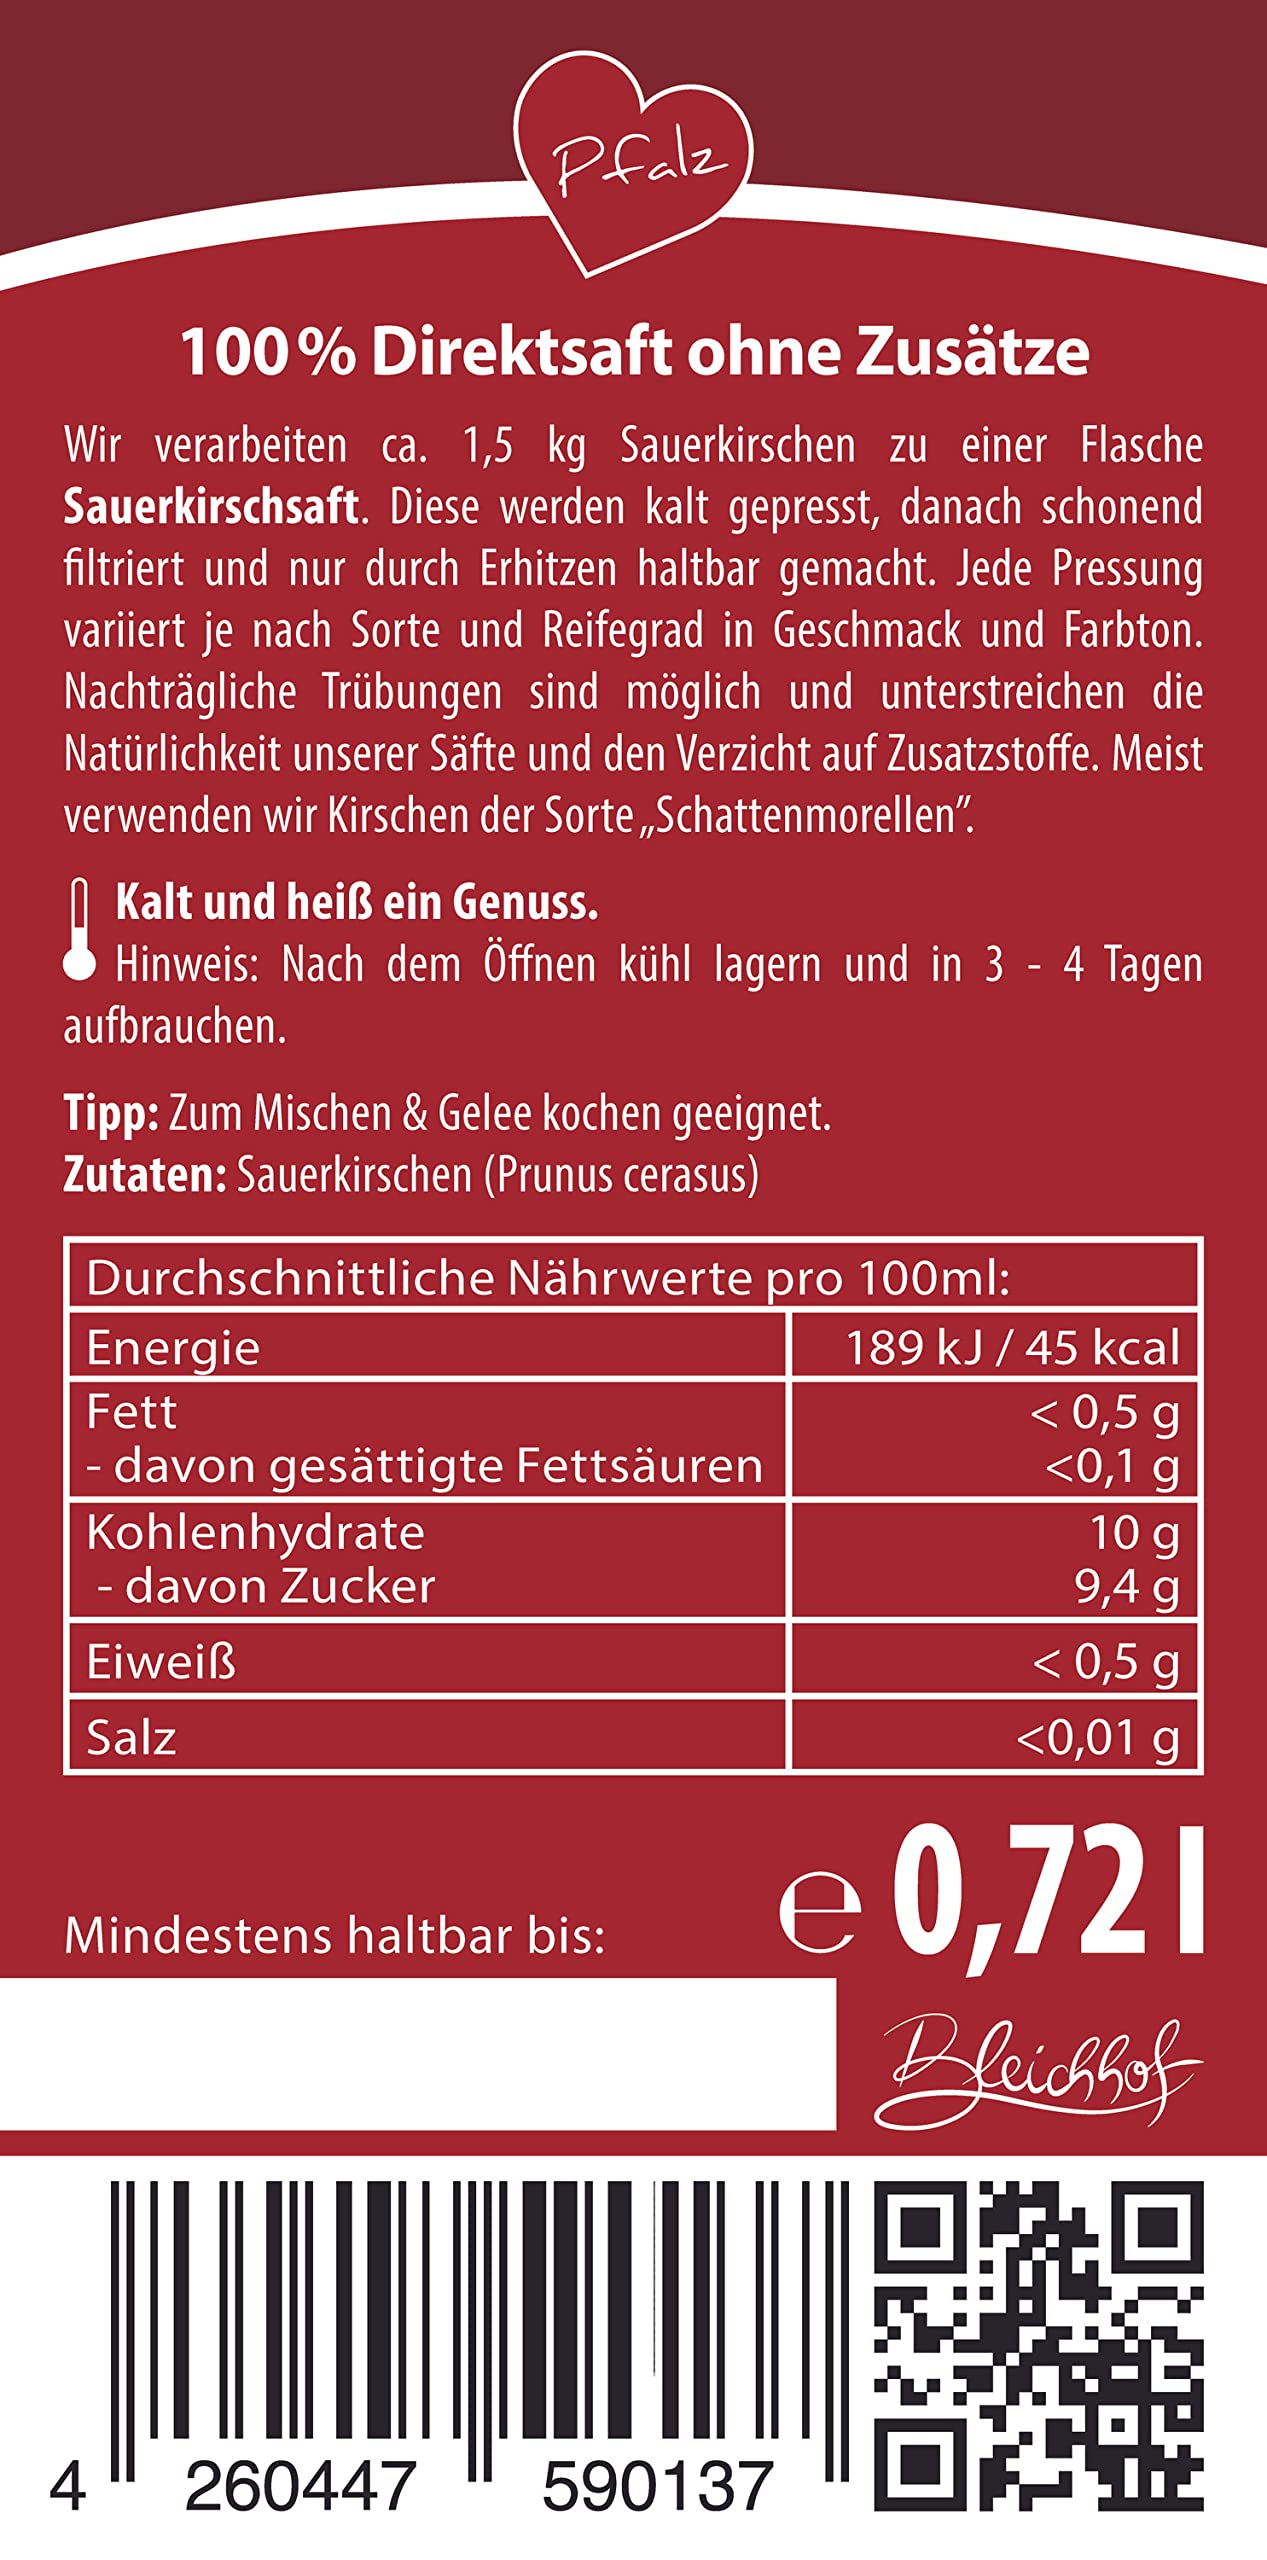 Pfalz
100 % Direktsaft ohne Zusätze
Wir verarbeiten ca. 1,5 kg Sauerkirschen zu einer Flasche
Sauerkirschsaft. Diese werden kalt gepresst, danach schonend
filtriert und nur durch Erhitzen haltbar gemacht. Jede Pressung
variiert je nach Sorte und Reifegrad in Geschmack und Farbton.
Nachträgliche Trübungen sind möglich und unterstreichen die
Natürlichkeit unserer Säfte und den Verzicht auf Zusatzstoffe. Meist
verwenden wir Kirschen der Sorte „Schattenmorellen”.
Kalt und heiß ein Genuss.
Hinweis: Nach dem Öffnen kühl lagern und in 3 - 4 Tagen
aufbrauchen.
Tipp: Zum Mischen & Gelee kochen geeignet.
Zutaten: Sauerkirschen (Prunus cerasus)
Durchschnittliche Nährwerte pro 100ml:
Energie 189 kJ / 45 kcal
Fett < 0,5 g
- davon gesättigte Fettsäuren <0,1 g
Kohlenhydrate 10 g
- davon Zucker 9,4 g
Eiweiß < 0,5 g
Salz <0,01 g
Mindestens haltbar bis: e 0,72 l
Bleichhof
4 260447 590137